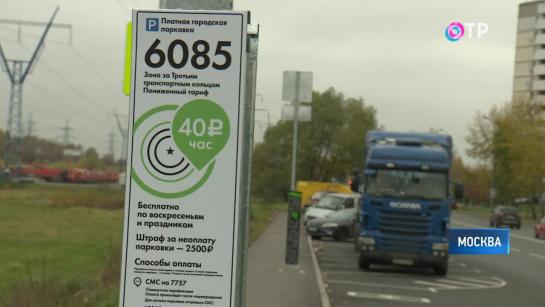 P Платная городская
парковка
6085
Зона за Третьим
транспортным кольцом
Пониженный тариф
40₽
час
Бесплатно
по воскресеньям
и праздникам
Штраф за неоплату
парковки — 2500₽
Способы оплаты
СМС на 7757
ОТР
SCANIA
МОСКВА